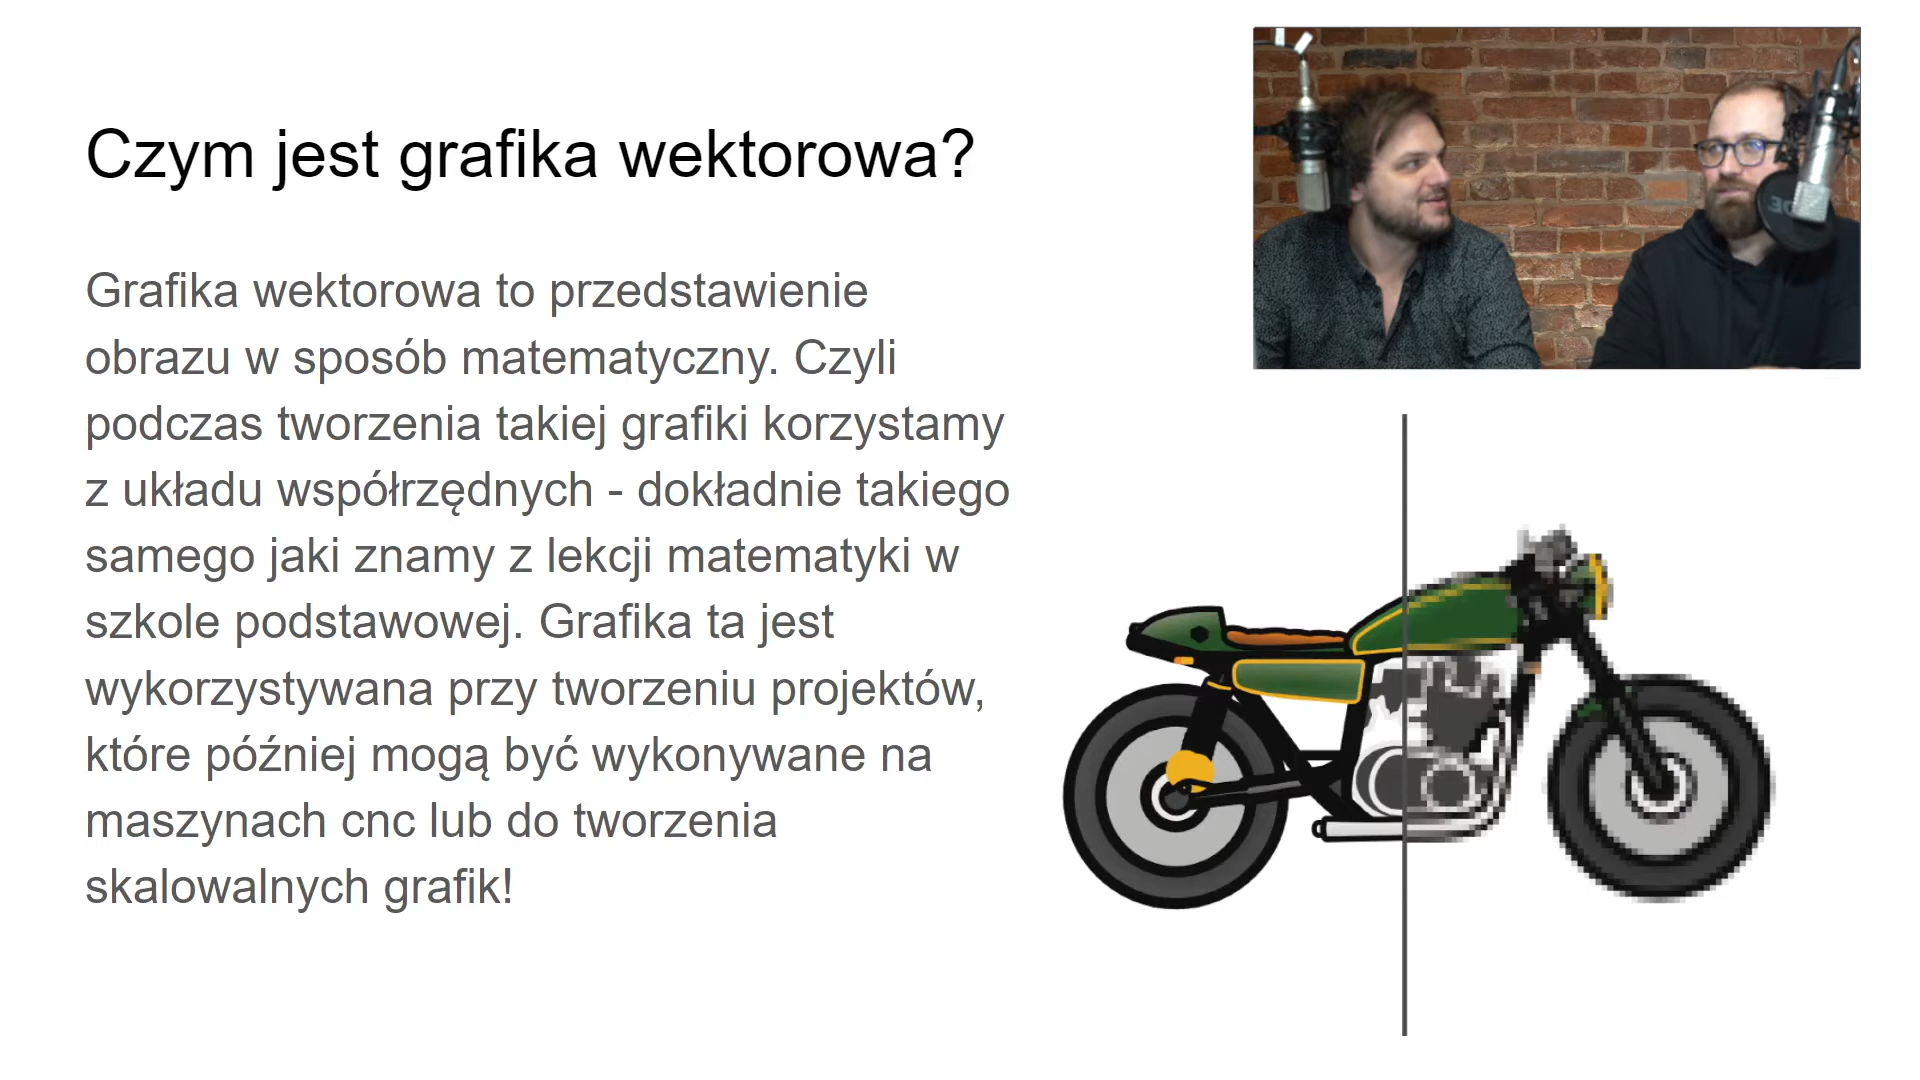 Czym jest grafika wektorowa?
Grafika wektorowa to przedstawienie
obrazu w sposób matematyczny. Czyli
podczas tworzenia takiej grafiki korzystamy
z układu współrzędnych - dokładnie takiego
samego jaki znamy z lekcji matematyki w
szkole podstawowej. Grafika ta jest
wykorzystywana przy tworzeniu projektów,
które później mogą być wykonywane na
maszynach cnc lub do tworzenia
skalowalnych grafik!